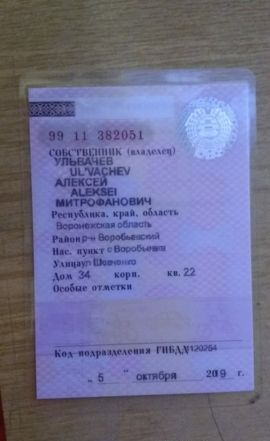 99 11 382051
СОБСТВЕННИК (владелец)
УЛЬВАЧЕВ
UL'VACHEV
АЛЕКСЕЙ
ALEKSEI
МИТРОФАНОВИЧ
Республика, край, область
Воронежская область
Район р-н Воробьевский
Нас. пункт с Воробьевка
Улица ул Шевченко
Дом 34 корп. кв. 22
Особые отметки
Код подразделения ГИБДД 1120254
„ 5 " октября 2019 г.